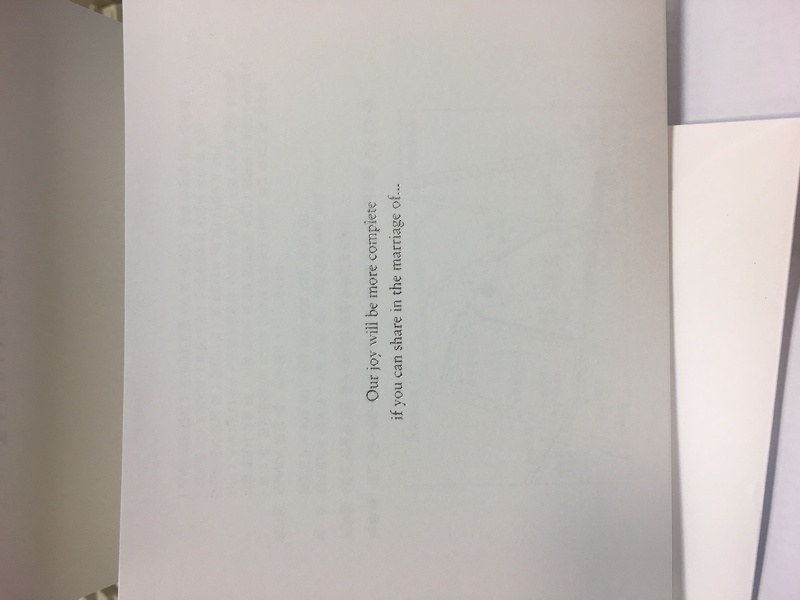 Our joy will be more complete
if you can share in the marriage of...